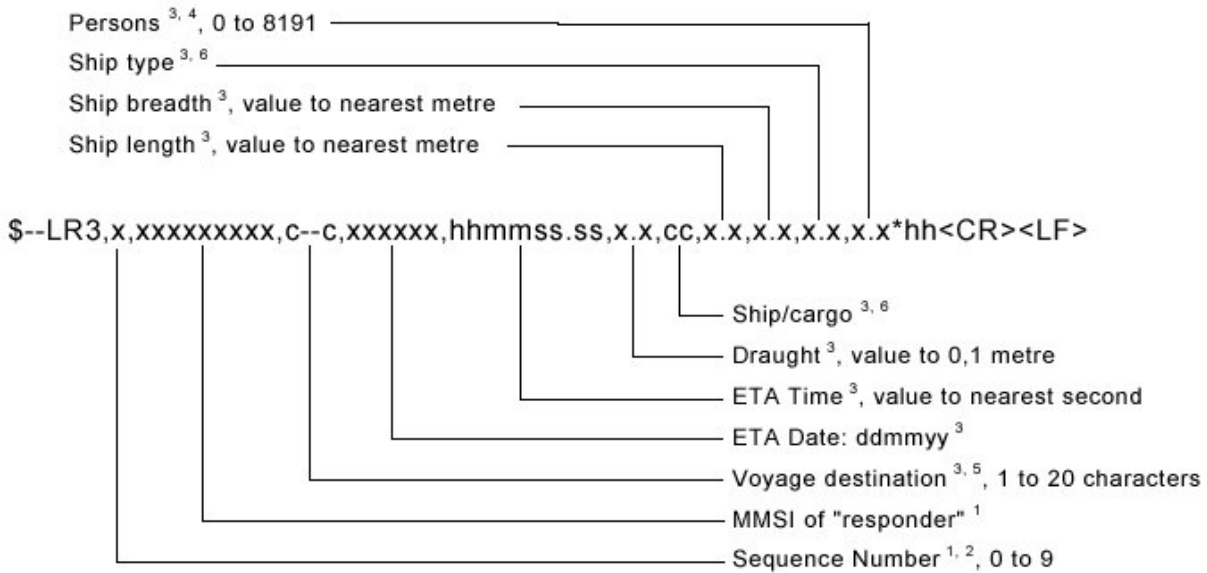 Persons 3, 4, 0 to 8191
Ship type 3, 6
Ship breadth 3, value to nearest metre
Ship length 3, value to nearest metre
$--LR3,x,xxxxxxxxx,c--c,xxxxxx,hhmmss.ss,x.x,cc,x.x,x.x,x.x,x.x*hh<CR><LF>
Ship/cargo 3, 6
Draught 3, value to 0,1 metre
ETA Time 3, value to nearest second
ETA Date: ddmmyy 3
Voyage destination 3, 5, 1 to 20 characters
MMSI of "responder" 1
Sequence Number 1, 2, 0 to 9